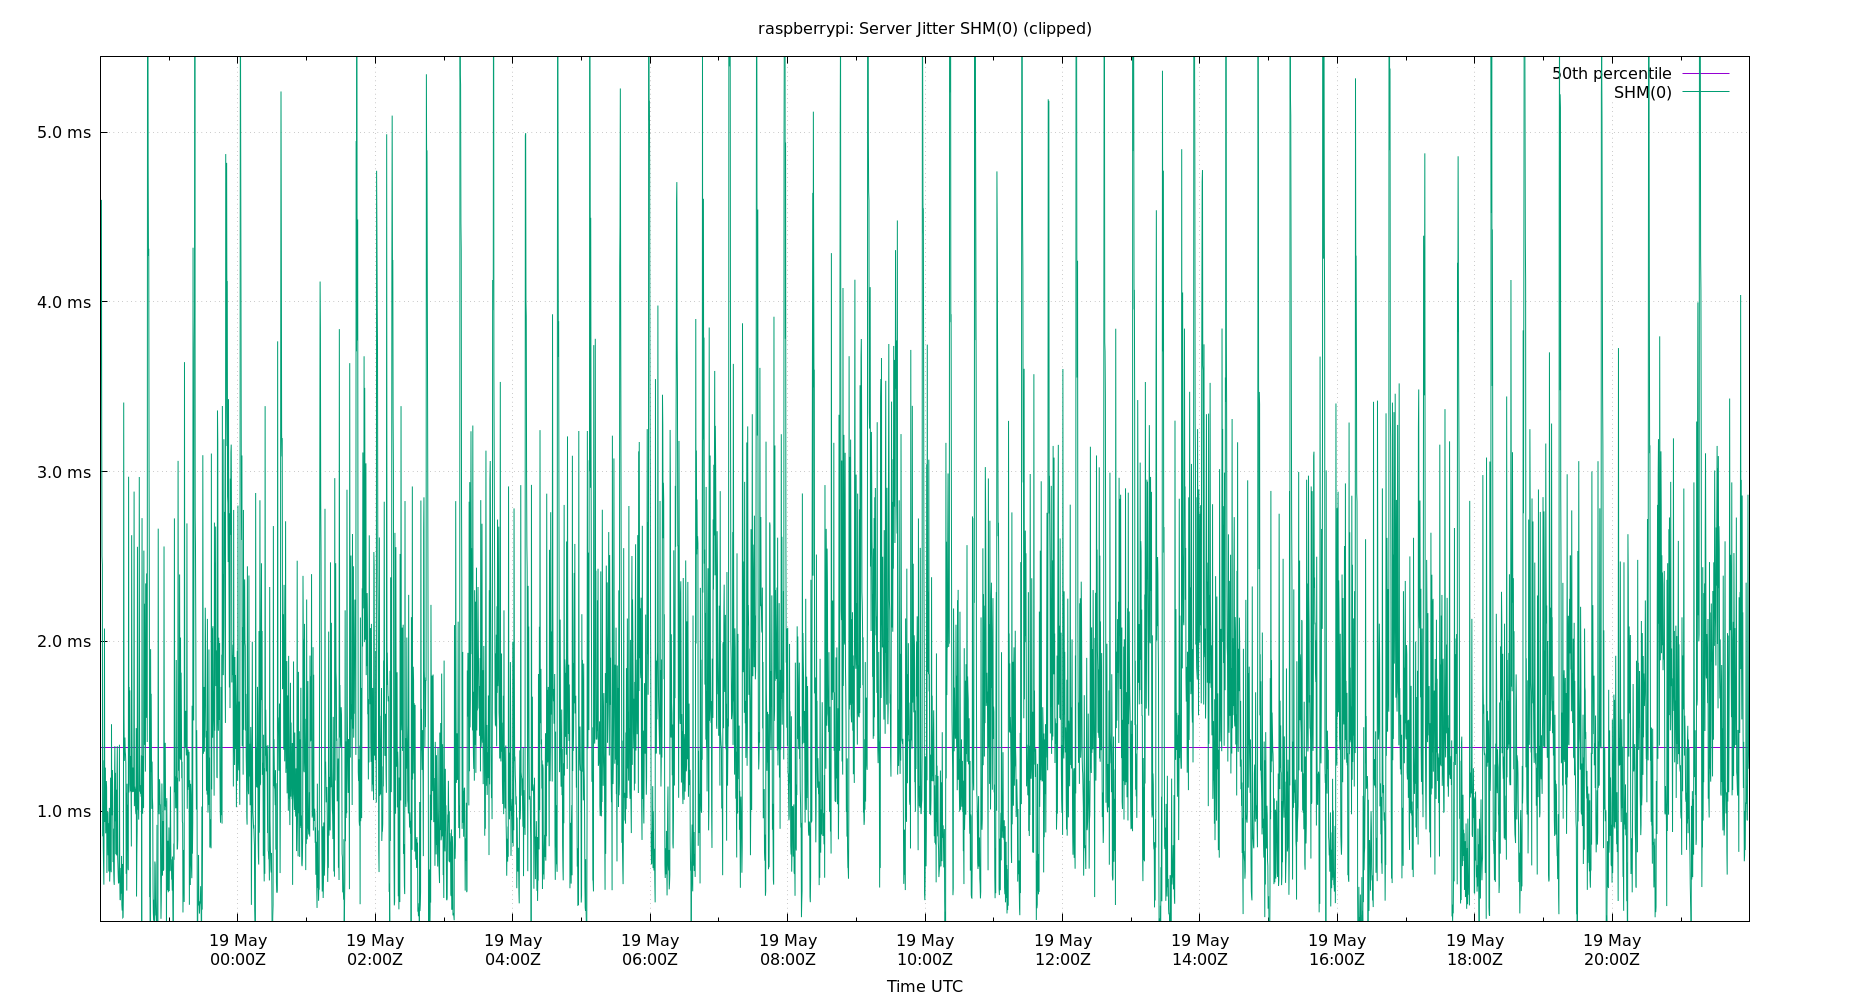 raspberrypi: Server Jitter SHM(0) (clipped)
50th percentile
SHM(0)
5.0 ms
4.0 ms
3.0 ms
2.0 ms
1.0 ms
19 May 19 May 19 May 19 May 19 May 19 May 19 May 19 May 19 May 19 May 19 May
00:00Z 02:00Z 04:00Z 06:00Z 08:00Z 10:00Z 12:00Z 14:00Z 16:00Z 18:00Z 20:00Z
Time UTC